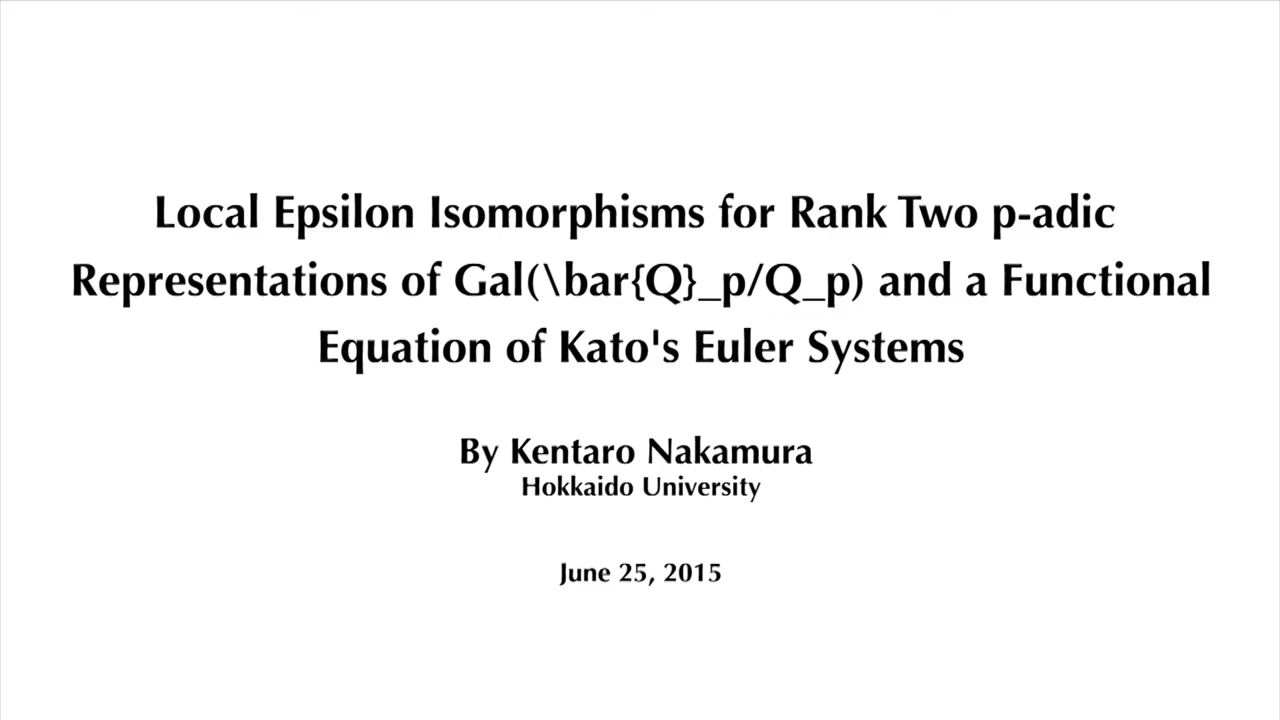 Local Epsilon Isomorphisms for Rank Two p-adic
Representations of Gal(\bar{Q}_p/Q_p) and a Functional
Equation of Kato's Euler Systems
By Kentaro Nakamura
Hokkaido University
June 25, 2015